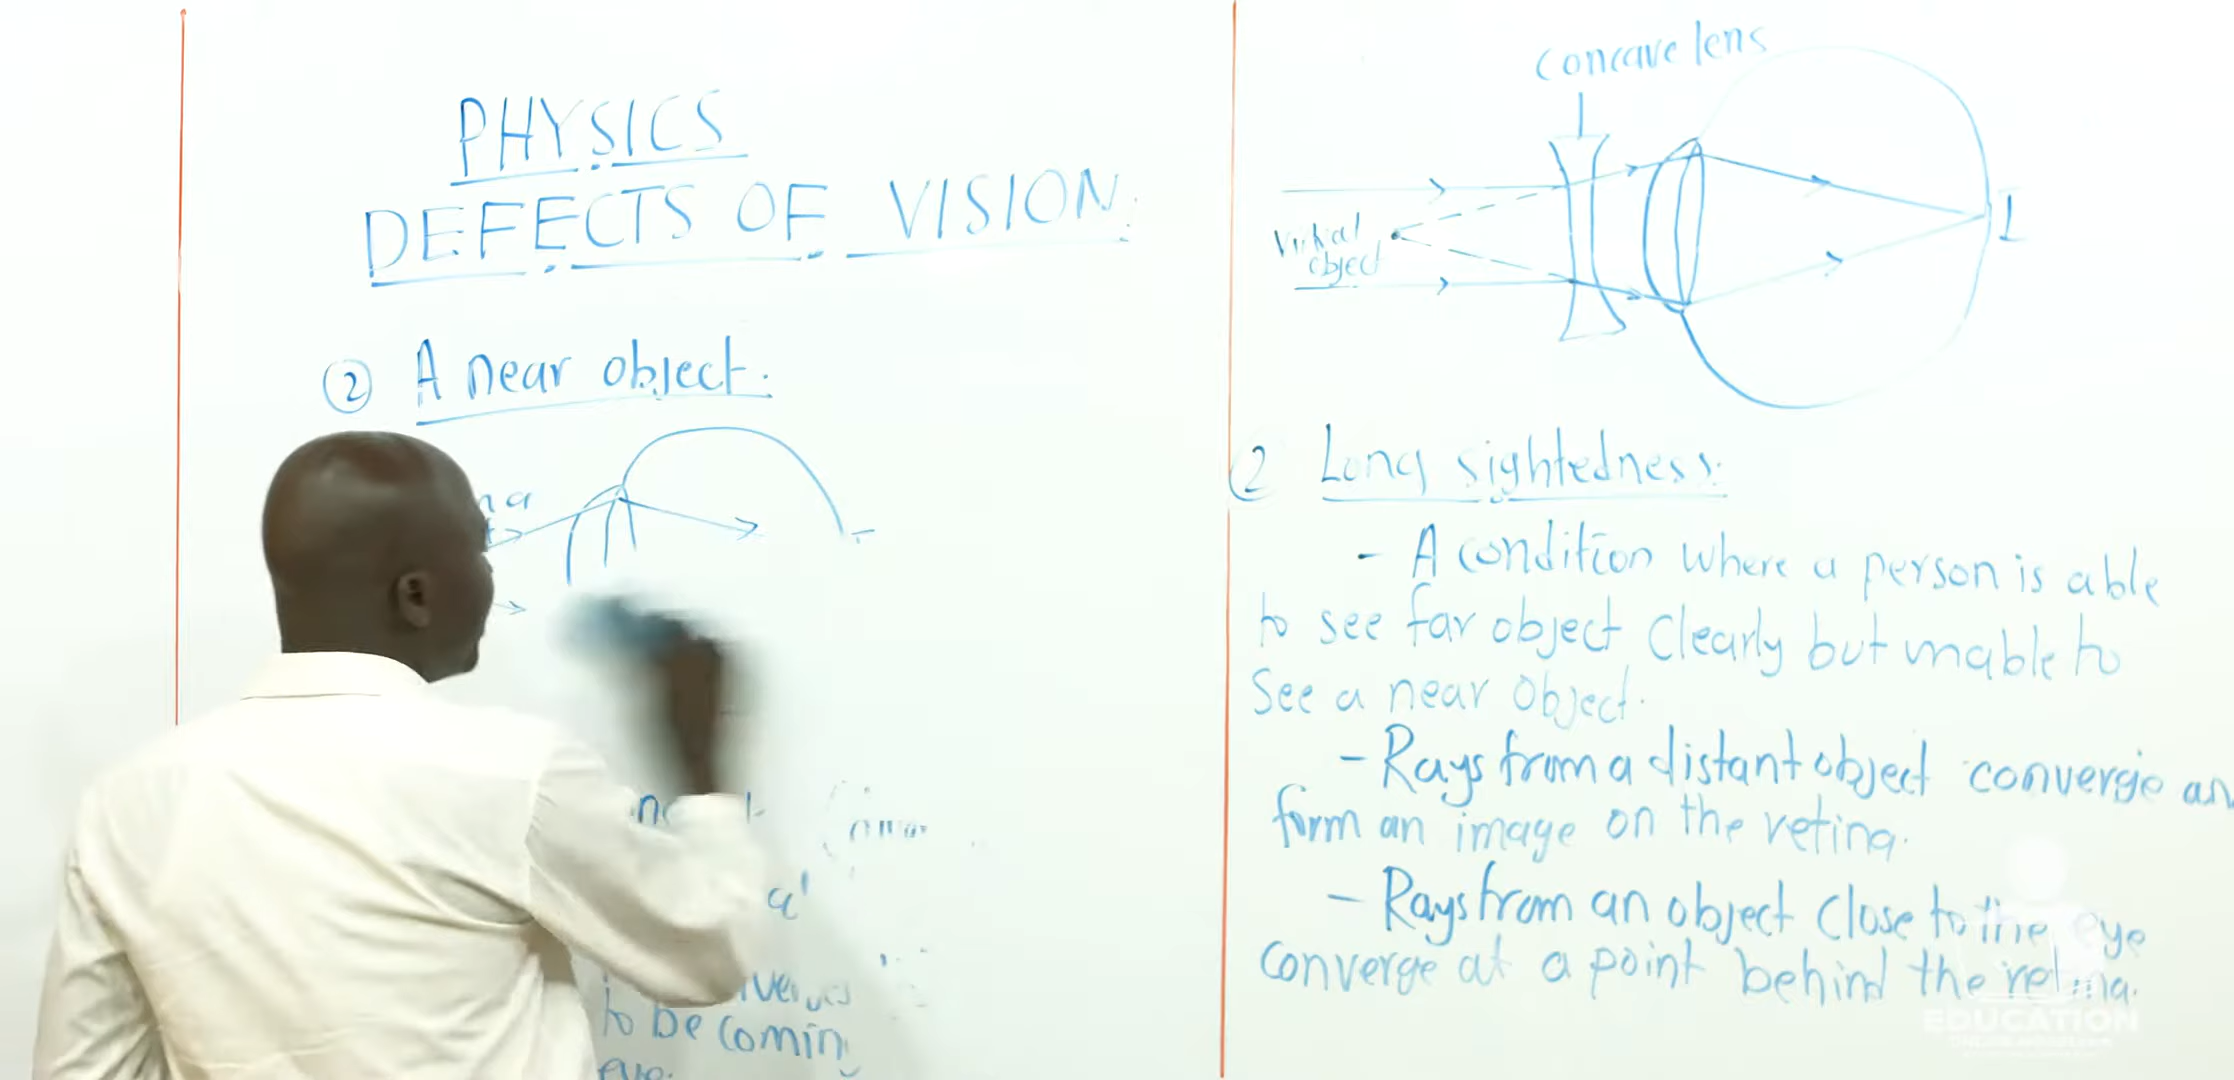 PHYSICS
DEFECTS OF VISION.
② A near object.
to be coming
eye.
Concave lens
Virtual
object
I
② Long sightedness.
- A condition where a person is able
to see far object clearly but unable to
see a near object.
- Rays from a distant object converge an
form an image on the retina.
- Rays from an object close to the eye
converge at a point behind the retina.
EDUCATION